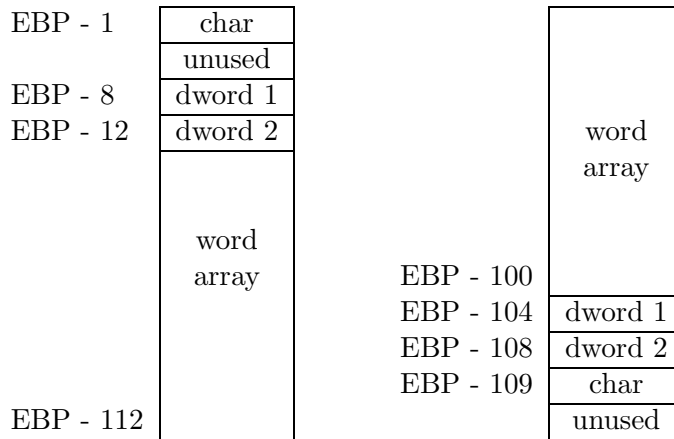 EBP - 1 char
unused
EBP - 8 dword 1
EBP - 12 dword 2
word
array
EBP - 112
word
array
EBP - 100
EBP - 104 dword 1
EBP - 108 dword 2
EBP - 109 char
unused